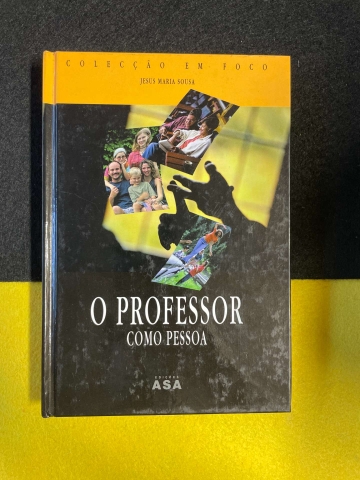 COLECÇÃO EM FOCO
JESUS MARIA SOUSA
O PROFESSOR
COMO PESSOA
EDIÇÕES
ASA